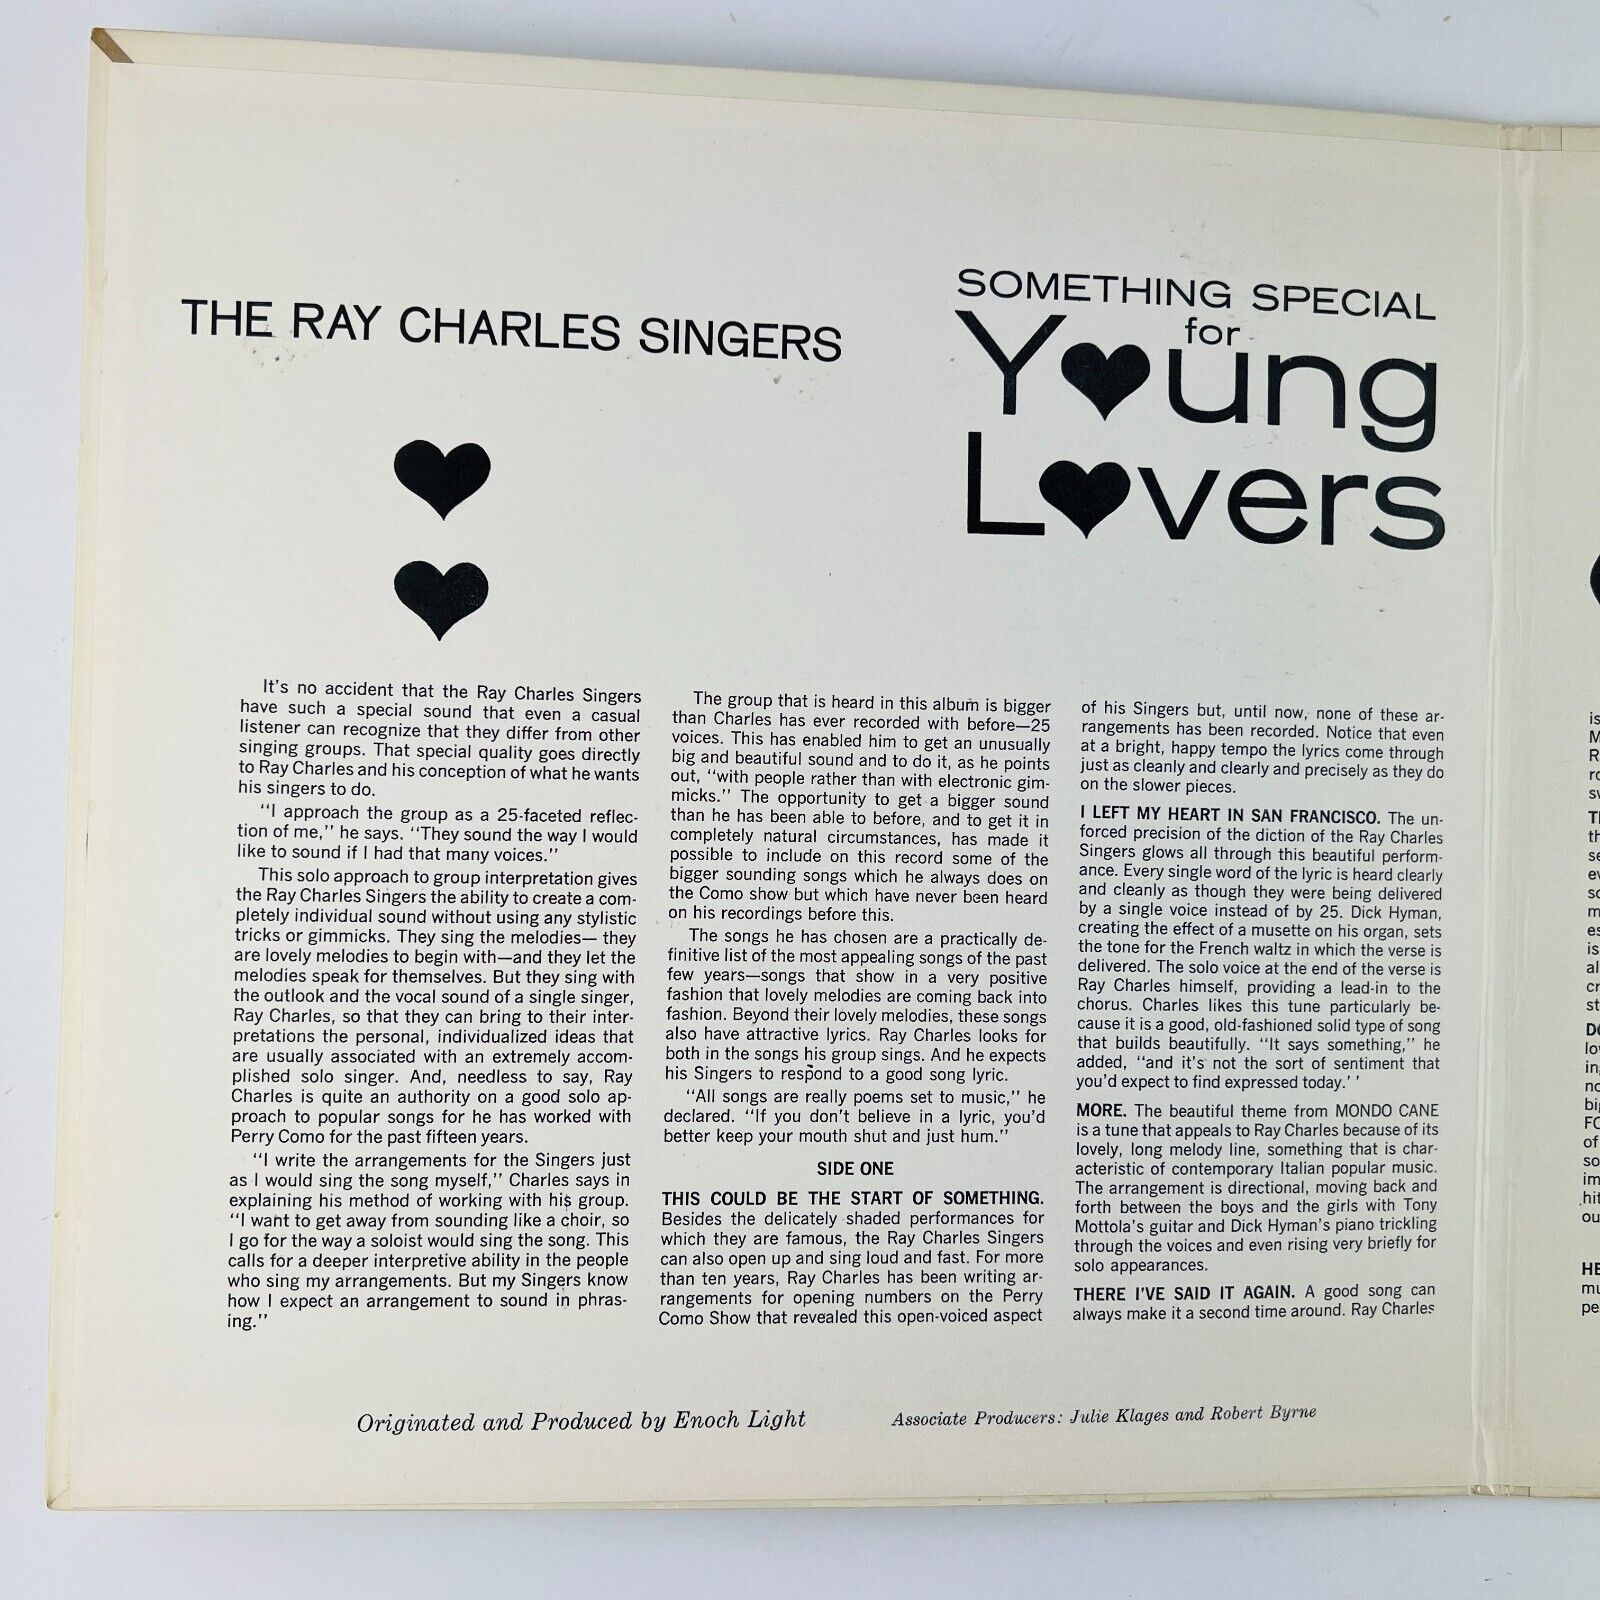 THE RAY CHARLES SINGERS
SOMETHING SPECIAL
for
Young
Lovers
It's no accident that the Ray Charles Singers
have such a special sound that even a casual
listener can recognize that they differ from other
singing groups. That special quality goes directly
to Ray Charles and his conception of what he wants
his singers to do.
"I approach the group as a 25-faceted reflec-
tion of me," he says. "They sound the way I would
like to sound if I had that many voices."
This solo approach to group interpretation gives
the Ray Charles Singers the ability to create a com-
pletely individual sound without using any stylistic
tricks or gimmicks. They sing the melodies— they
are lovely melodies to begin with—and they let the
melodies speak for themselves. But they sing with
the outlook and the vocal sound of a single singer,
Ray Charles, so that they can bring to their inter-
pretations the personal, individualized ideas that
are usually associated with an extremely accom-
plished solo singer. And, needless to say, Ray
Charles is quite an authority on a good solo ap-
proach to popular songs for he has worked with
Perry Como for the past fifteen years.
"I write the arrangements for the Singers just
as I would sing the song myself," Charles says in
explaining his method of working with his group.
"I want to get away from sounding like a choir, so
I go for the way a soloist would sing the song. This
calls for a deeper interpretive ability in the people
who sing my arrangements. But my Singers know
how I expect an arrangement to sound in phras-
ing."
The group that is heard in this album is bigger
than Charles has ever recorded with before—25
voices. This has enabled him to get an unusually
big and beautiful sound and to do it, as he points
out, "with people rather than with electronic gim-
micks." The opportunity to get a bigger sound
than he has been able to before, and to get it in
completely natural circumstances, has made it
possible to include on this record some of the
bigger sounding songs which he always does on
the Como show but which have never been heard
on his recordings before this.
The songs he has chosen are a practically de-
finitive list of the most appealing songs of the past
few years—songs that show in a very positive
fashion that lovely melodies are coming back into
fashion. Beyond their lovely melodies, these songs
also have attractive lyrics. Ray Charles looks for
both in the songs his group sings. And he expects
his Singers to respond to a good song lyric.
"All songs are really poems set to music," he
declared. "If you don't believe in a lyric, you'd
better keep your mouth shut and just hum."
SIDE ONE
THIS COULD BE THE START OF SOMETHING.
Besides the delicately shaded performances for
which they are famous, the Ray Charles Singers
can also open up and sing loud and fast. For more
than ten years, Ray Charles has been writing ar-
rangements for opening numbers on the Perry
Como Show that revealed this open-voiced aspect
of his Singers but, until now, none of these ar-
rangements has been recorded. Notice that even
at a bright, happy tempo the lyrics come through
just as cleanly and clearly and precisely as they do
on the slower pieces.
I LEFT MY HEART IN SAN FRANCISCO. The un-
forced precision of the diction of the Ray Charles
Singers glows all through this beautiful perform-
ance. Every single word of the lyric is heard clearly
and cleanly as though they were being delivered
by a single voice instead of by 25. Dick Hyman,
creating the effect of a musette on his organ, sets
the tone for the French waltz in which the verse is
delivered. The solo voice at the end of the verse is
Ray Charles himself, providing a lead-in to the
chorus. Charles likes this tune particularly be-
cause it is a good, old-fashioned solid type of song
that builds beautifully. "It says something," he
added, "and it's not the sort of sentiment that
you'd expect to find expressed today.' '
MORE. The beautiful theme from MONDO CANE
is a tune that appeals to Ray Charles because of its
lovely, long melody line, something that is char-
acteristic of contemporary Italian popular music.
The arrangement is directional, moving back and
forth between the boys and the girls with Tony
Mottola's guitar and Dick Hyman's piano trickling
through the voices and even rising very briefly for
solo appearances.
THERE I'VE SAID IT AGAIN. A good song can
always make it a second time around. Ray Charles
Originated and Produced by Enoch Light
Associate Producers: Julie Klages and Robert Byrne